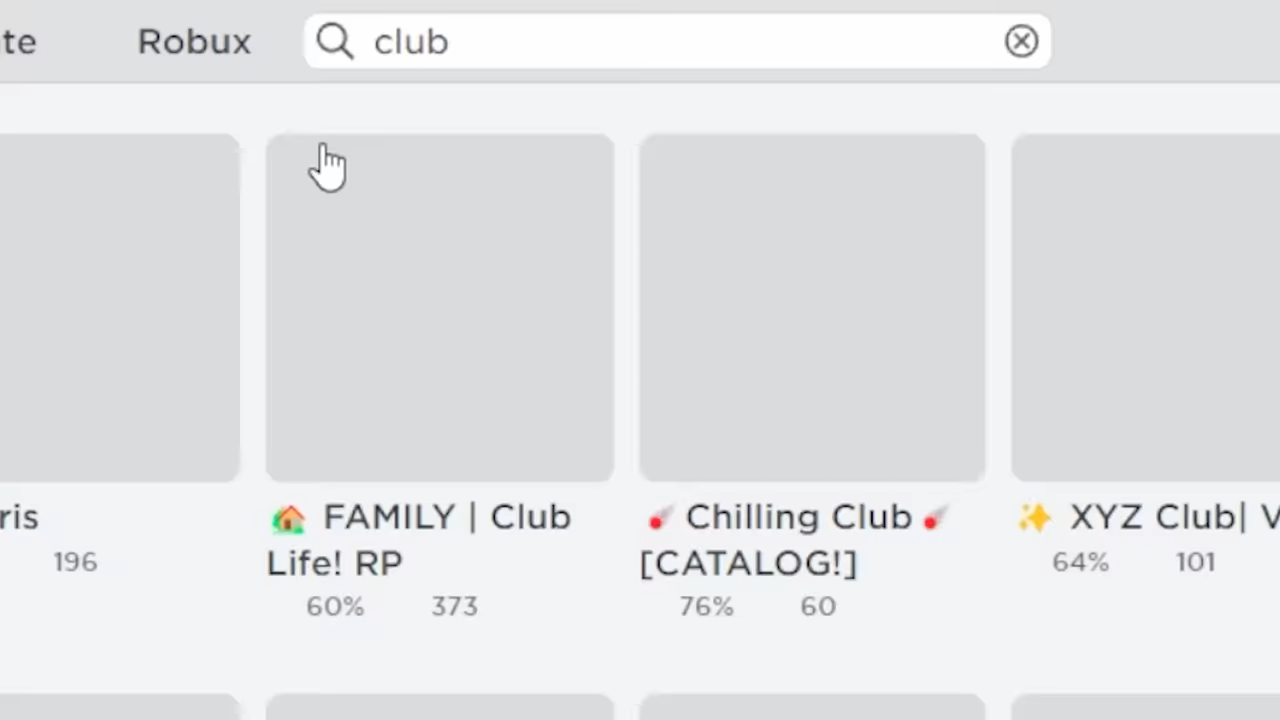 te Robux club
ris
196
🏡 FAMILY | Club
Life! RP
60% 373
☄️ Chilling Club ☄️
[CATALOG!]
76% 60
✨ XYZ Club| V
64% 101